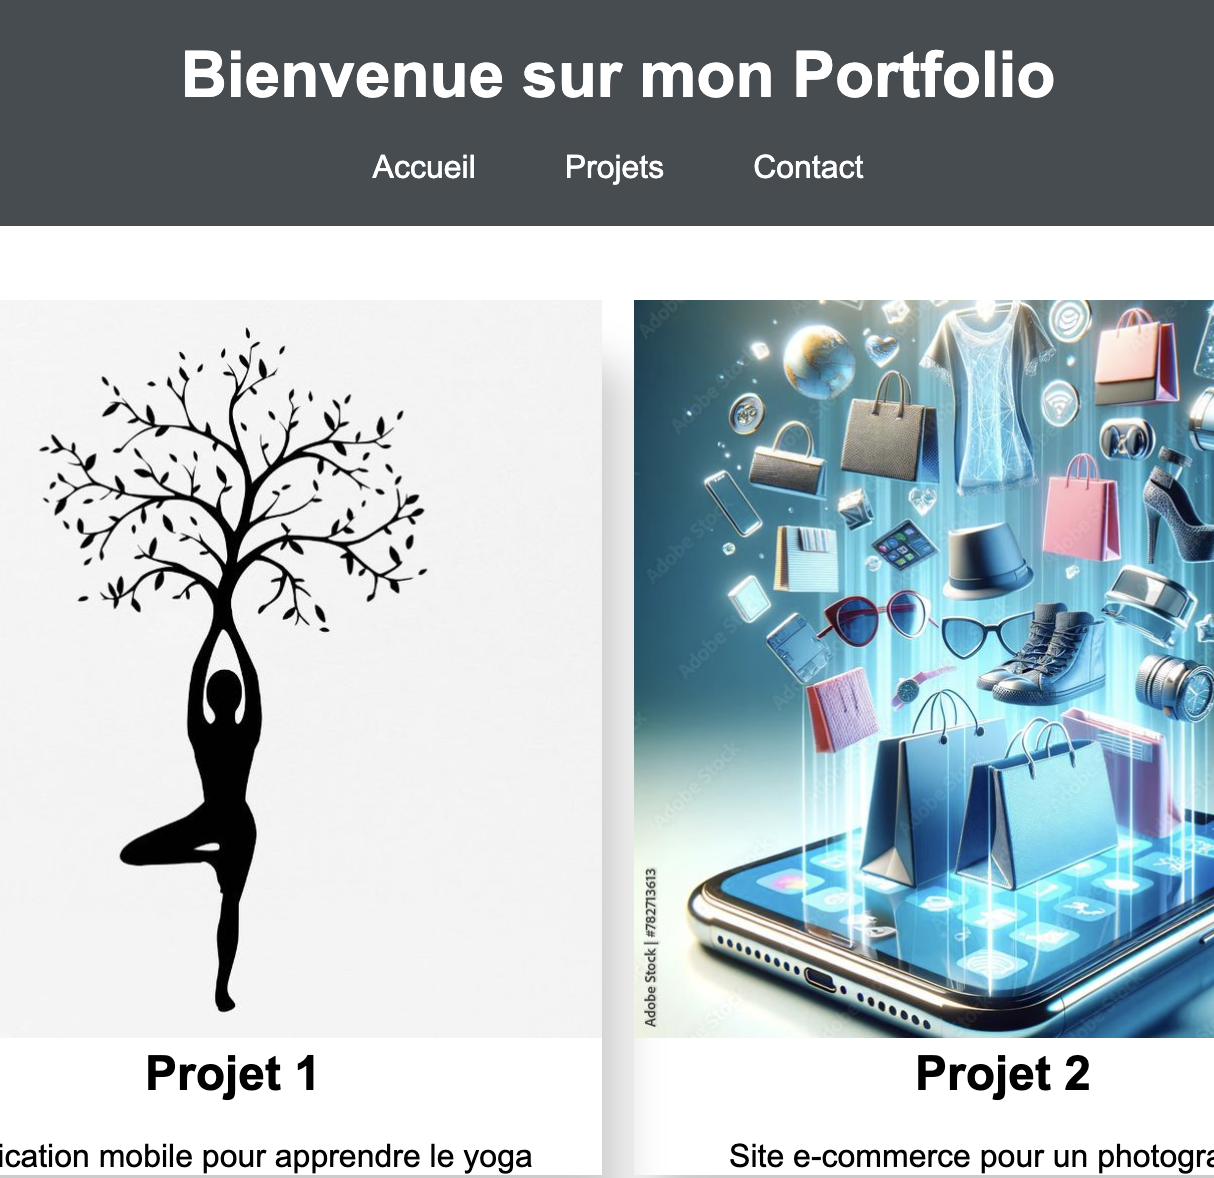 Bienvenue sur mon Portfolio
Accueil Projets Contact
Adobe Stock | #782713613
Projet 1
Projet 2
ication mobile pour apprendre le yoga
Site e-commerce pour un photogra